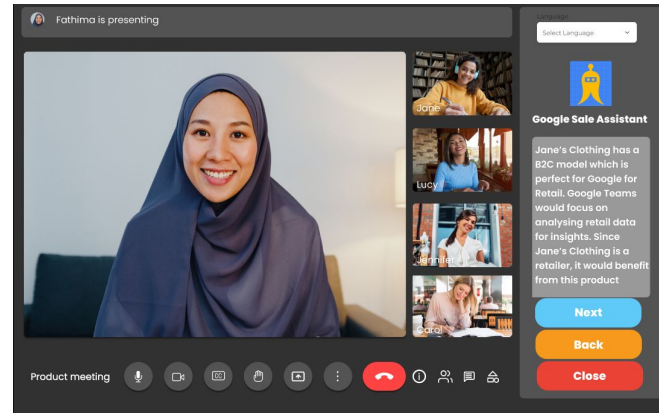 Fathima is presenting
Jane
Lucy
Jennifer
Carol
Product meeting
CC
Language
Select Language
Google Sale Assistant
Jane's Clothing has a
B2C model which is
perfect for Google for
Retail. Google Teams
would focus on
analysing retail data
for insights. Since
Jane's Clothing is a
retailer, it would benefit
from this product
Next
Back
Close